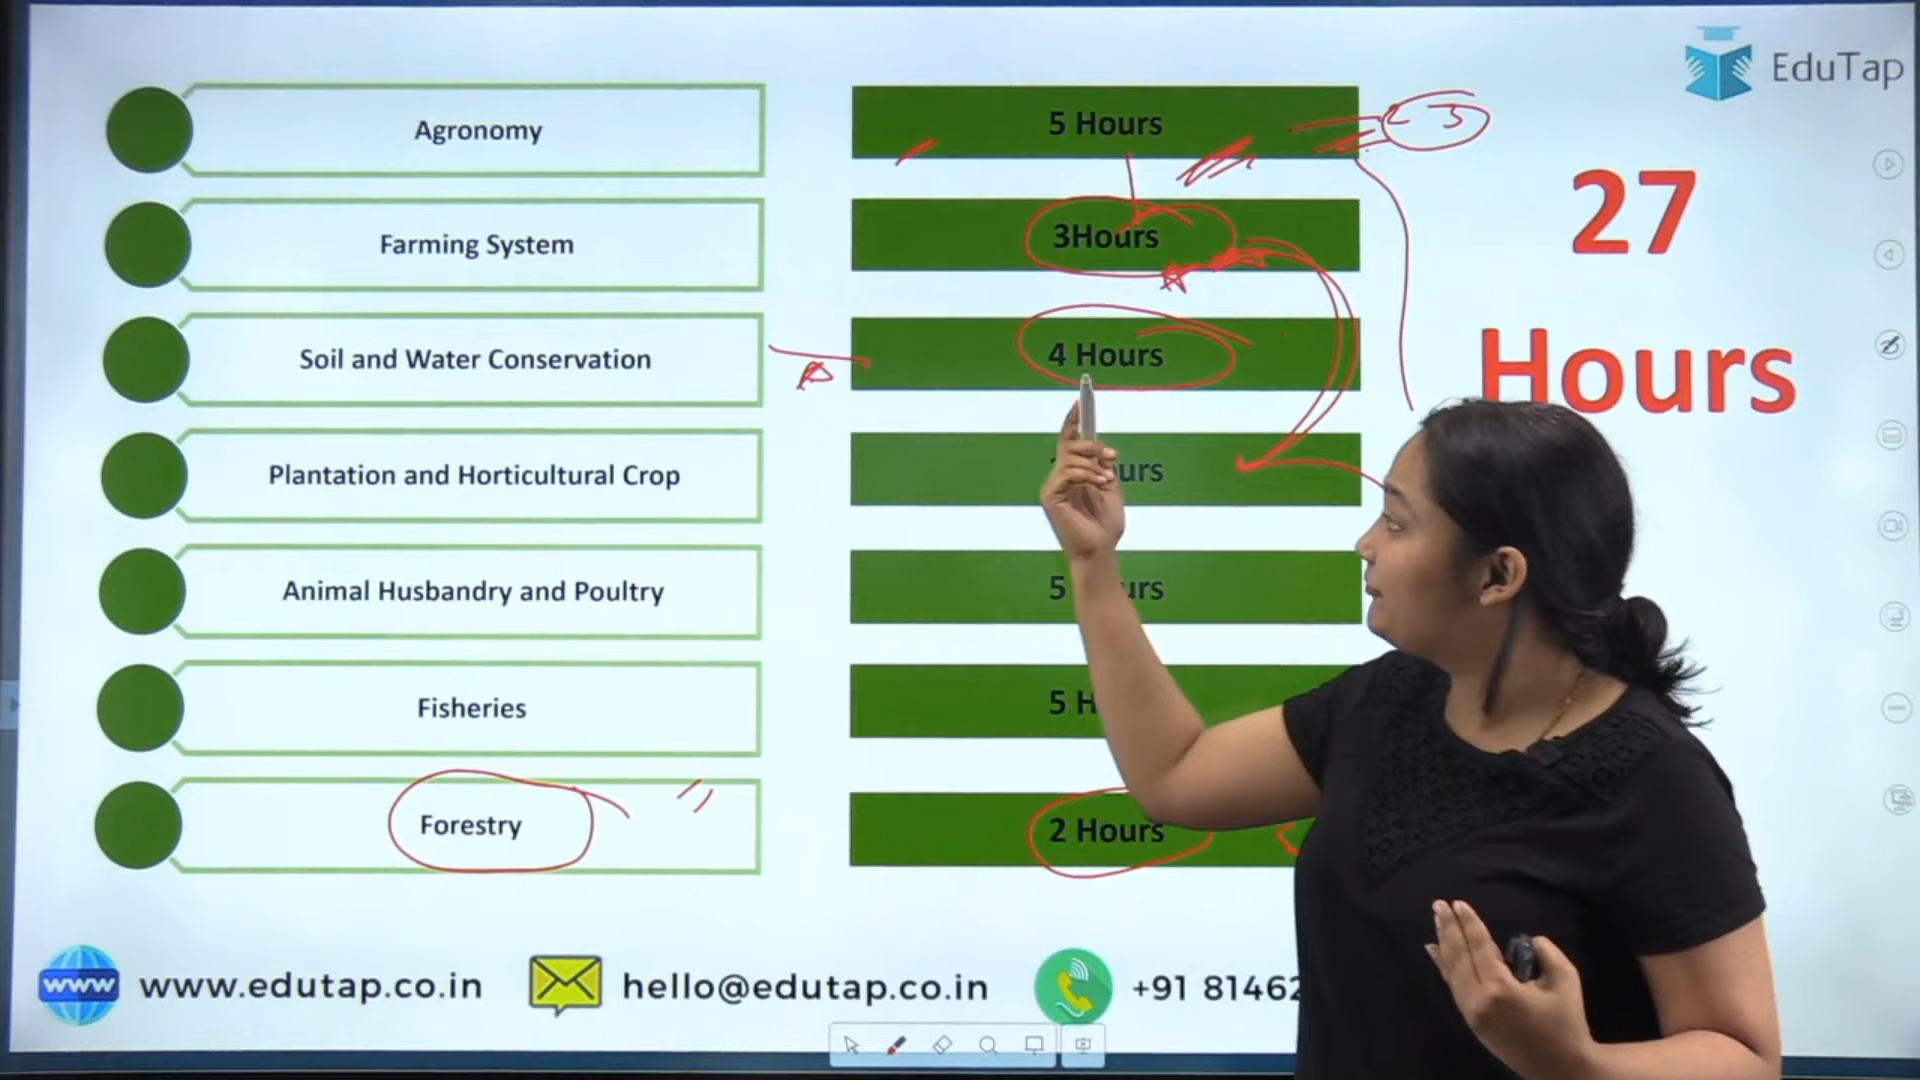 EduTap
Agronomy
5 Hours
Farming System
3Hours
Soil and Water Conservation
4 Hours
Plantation and Horticultural Crop
Animal Husbandry and Poultry
5
Fisheries
5 H
Forestry
2 Hours
27
Hours
www
www.edutap.co.in
hello@edutap.co.in
+91 8146